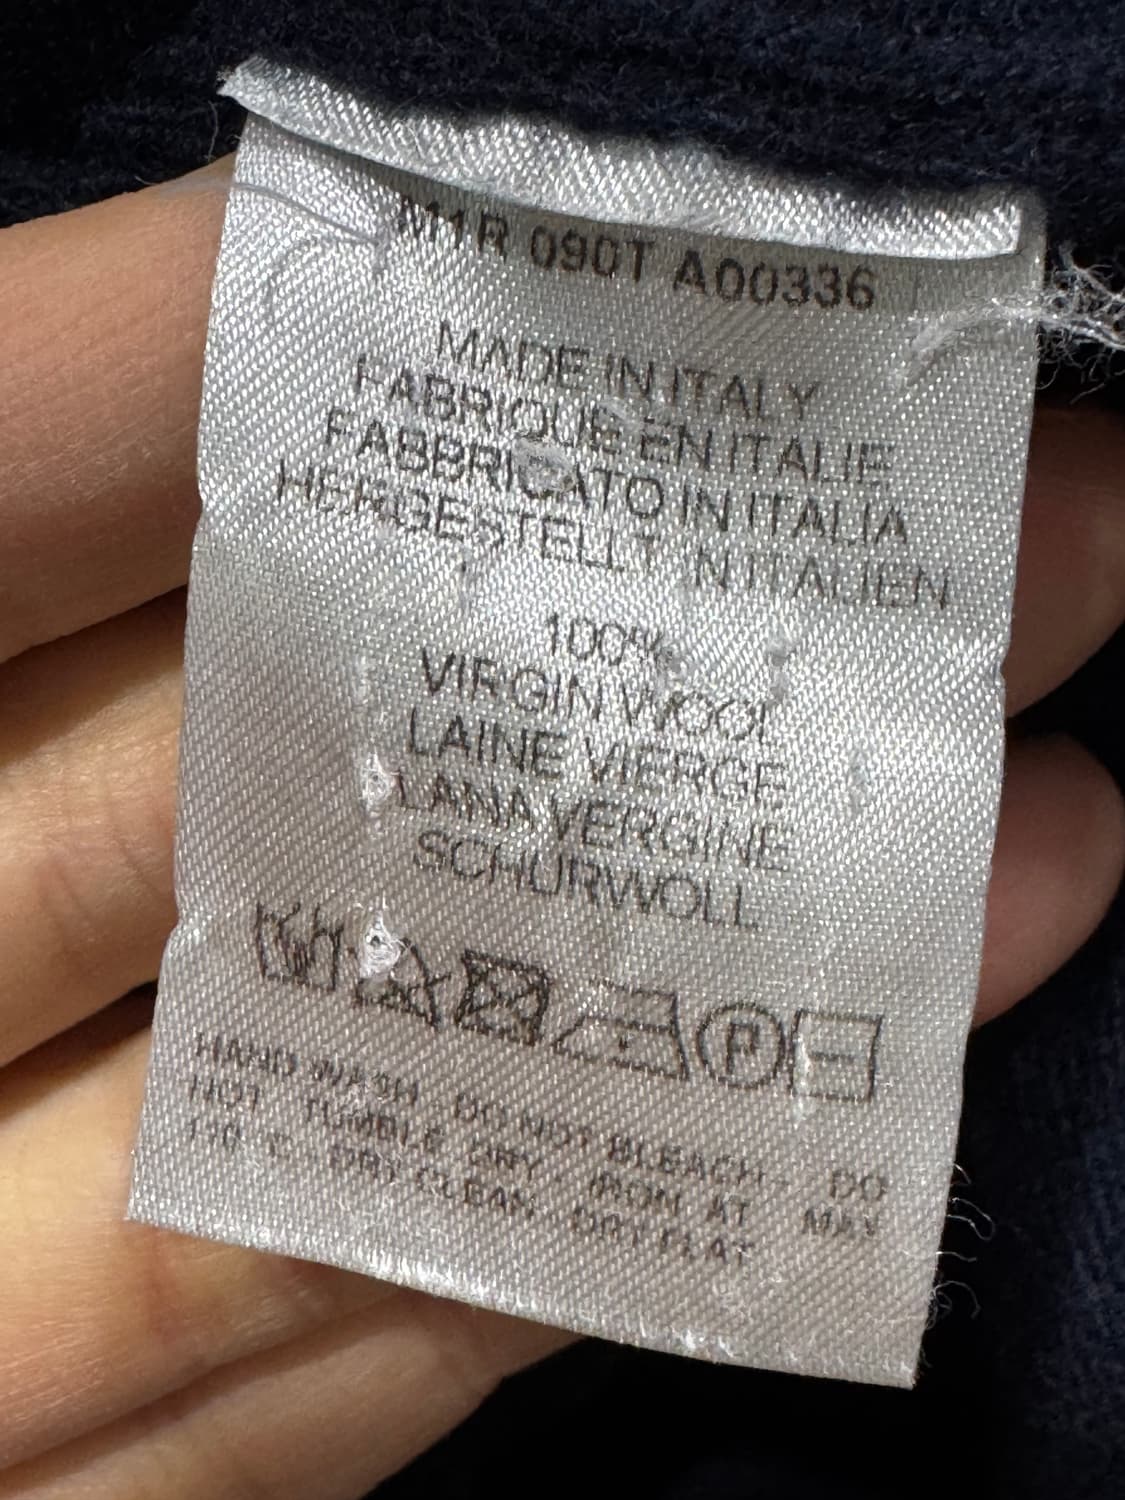 M1R 090T A00336
MADE IN ITALY
FABRIQUE EN ITALIE
FABBRICATO IN ITALIA
HERGESTELLT IN ITALIEN
100%
VIRGIN WOOL
LAINE VIERGE
LANA VERGINE
SCHURWOLL
P
HAND WASH - DO NOT BLEACH - DO
NOT TUMBLE DRY - IRON AT MAX
110 °C - DRY CLEAN DRY FLAT